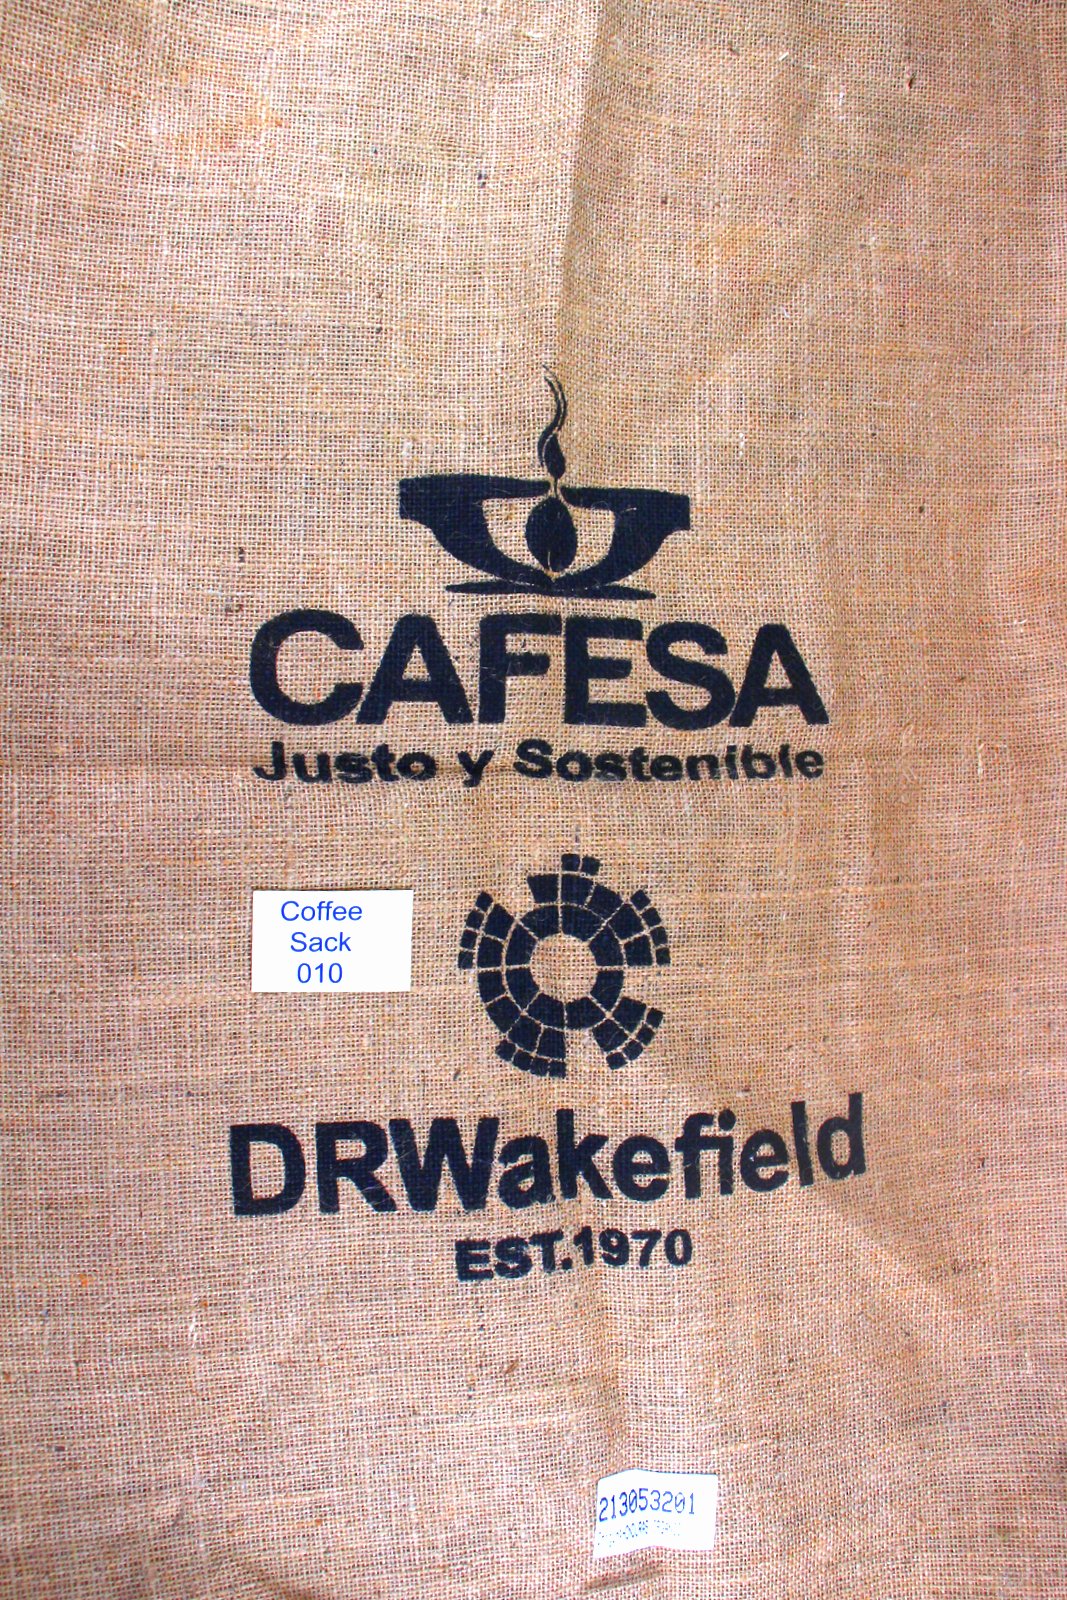 CAFESA
Justo y Sostenible
Coffee
Sack
010
DRWakefield
EST.1970
213053201